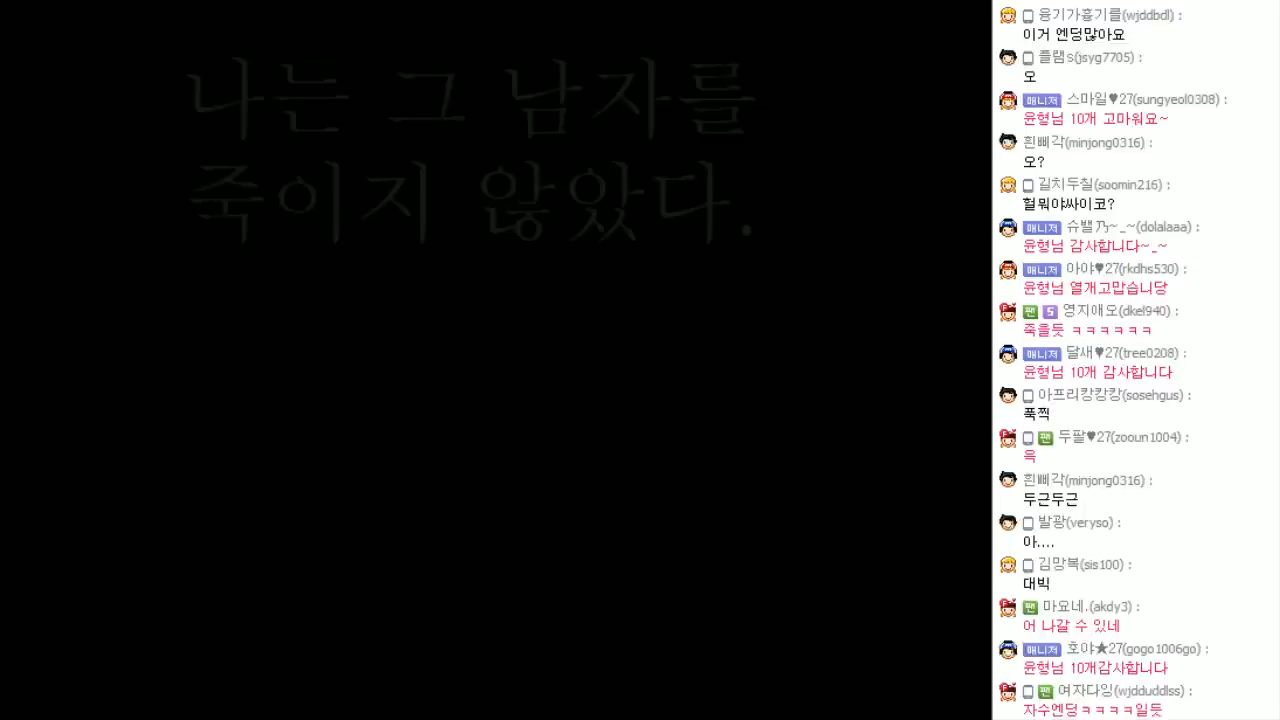 나는 그 남자를
죽이지 않았다.
융기가흉기를(wjddbdl) :
이거 엔딩많아요
플램s(jsyg7705) :
오
매니저 스마일♥27(sungyeol0308) :
윤형님 10개 고마워요~
흰삐각(minjong0316) :
오?
길치두칠(soomin216) :
헐뭐야싸이코?
매니저 슈밸乃~_~(dolalaaa) :
윤형님 감사합니다~_~
매니저 아야♥27(rkdhs530) :
윤형님 열개고맙습니당
팬 S 영지애오(dkel940) :
죽을듯 ㅋㅋㅋㅋㅋㅋ
매니저 달새♥27(tree0208) :
윤형님 10개 감사합니다
아프리캉캉캉(sosehgus) :
푹찍
팬 두팔♥27(zooun1004) :
윽
흰삐각(minjong0316) :
두근두근
발꽝(veryso) :
아....
김망복(sis100) :
대빅
팬 마요네.(akdy3) :
어 나갈 수 있네
매니저 호야★27(gogo1006go) :
윤형님 10개감사합니다
팬 여자다잉(wjdduddlss) :
자수엔딩ㅋㅋㅋㅋ일듯